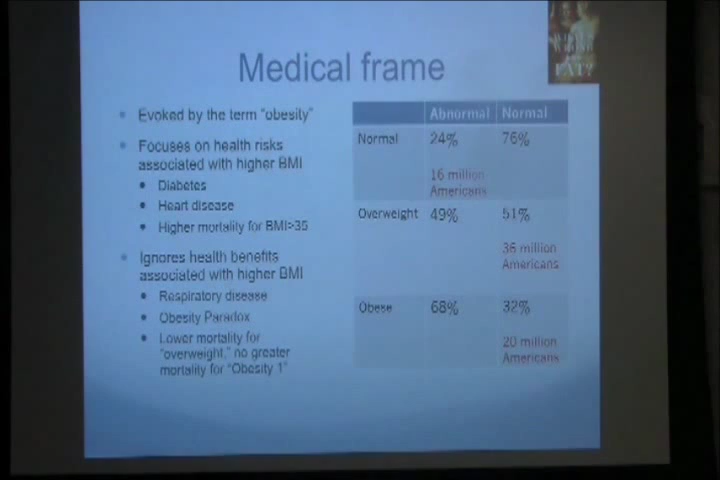 Medical frame
Evoked by the term "obesity"
Focuses on health risks
associated with higher BMI
Diabetes
Heart disease
Higher mortality for BMI>35
Ignores health benefits
associated with higher BMI
Respiratory disease
Obesity Paradox
Lower mortality for
"overweight," no greater
mortality for "Obesity 1"
Abnormal Normal
Normal 24% 76%
16 million
Americans
Overweight 49% 51%
36 million
Americans
Obese 68% 32%
20 million
Americans
FAT?